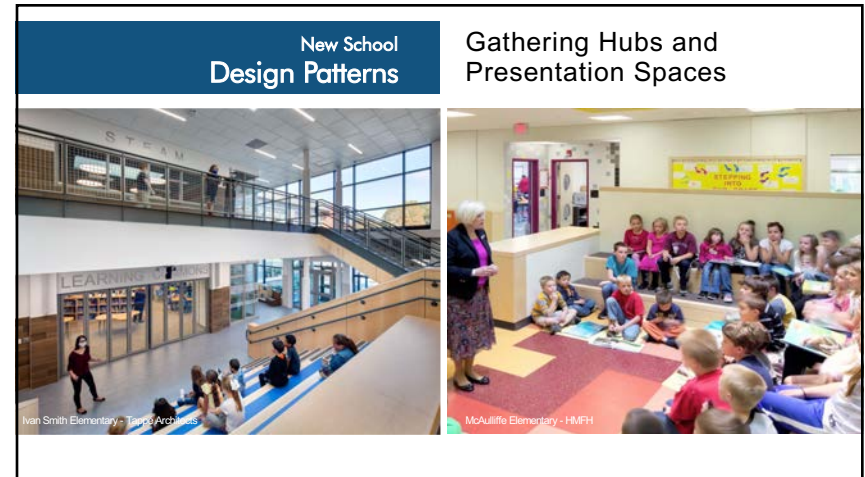 New School
Design Patterns
Gathering Hubs and
Presentation Spaces
STEAM
LEARNING COMMONS
Ivan Smith Elementary - Tappé Architects
STEPPING
INTO
McAulliffe Elementary - HMFH